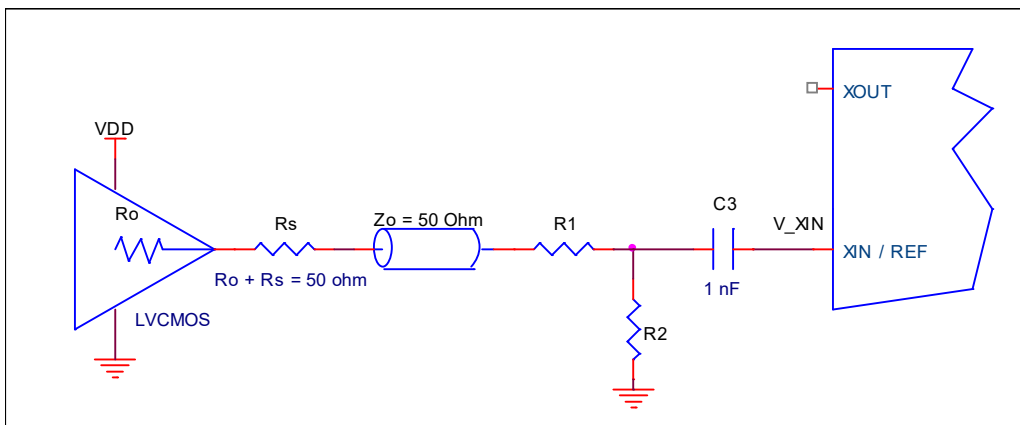 VDD
Ro
Rs
Ro + Rs = 50 ohm
LVCMOS
Zo = 50 Ohm
R1
R2
C3
1 nF
V_XIN
XOUT
XIN / REF